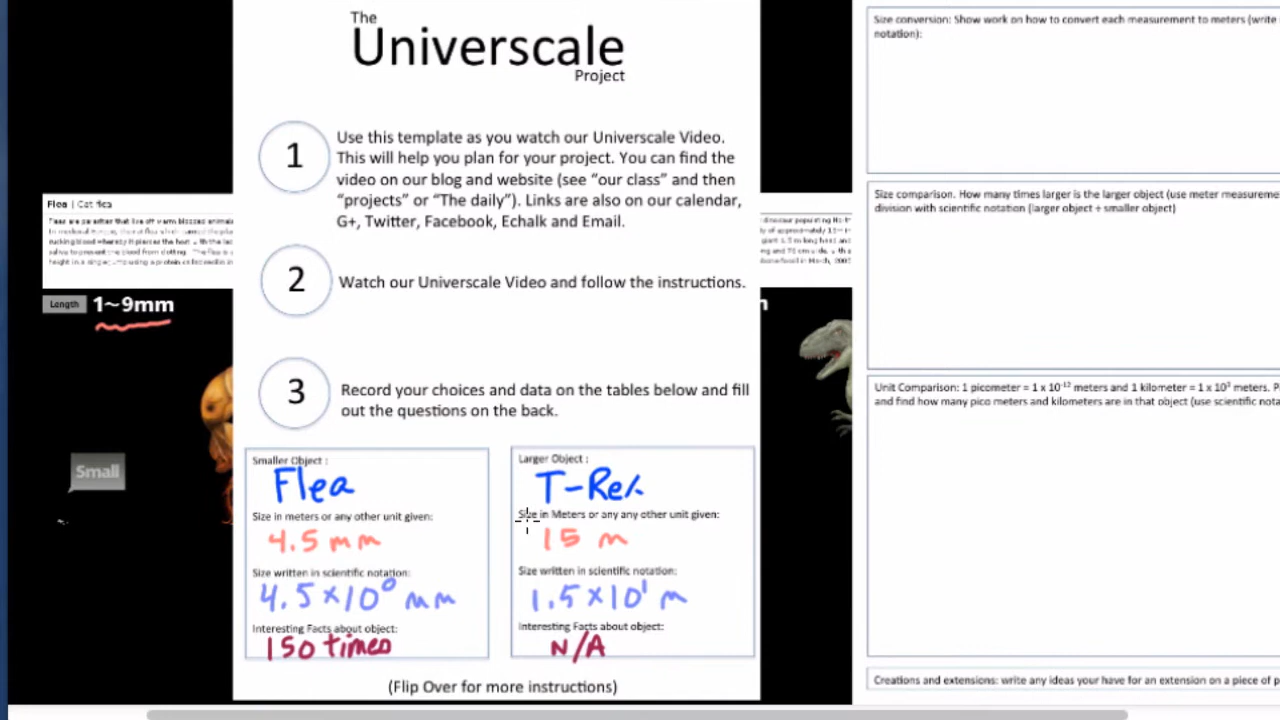 The
Universcale
Project
1
Use this template as you watch our Universcale Video.
This will help you plan for your project. You can find the
video on our blog and website (see “our class” and then
“projects” or “The daily”). Links are also on our calendar,
G+, Twitter, Facebook, Echalk and Email.
2
Watch our Universcale Video and follow the instructions.
3
Record your choices and data on the tables below and fill
out the questions on the back.
Smaller Object :
Flea
Size in meters or any other unit given:
4.5 mm
Size written in scientific notation:
4.5×10⁰ mm
Interesting Facts about object:
150 times
Larger Object :
T-Rex
Size in Meters or any any other unit given:
15 m
Size written in scientific notation:
1.5×10¹ m
Interesting Facts about object:
N/A
(Flip Over for more instructions)
Flea | Cat flea
Length 1~9mm
Small
Size conversion: Show work on how to convert each measurement to meters (write
notation):
Size comparison. How many times larger is the larger object (use meter measureme
division with scientific notation (larger object ÷ smaller object)
Unit Comparison: 1 picometer = 1 x 10⁻¹² meters and 1 kilometer = 1 x 10³ meters. P
and find how many pico meters and kilometers are in that object (use scientific nota
Creations and extensions: write any ideas your have for an extension on a piece of p